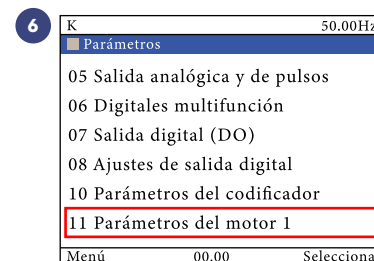 6
K 50.00Hz
Parámetros
05 Salida analógica y de pulsos
06 Digitales multifunción
07 Salida digital (DO)
08 Ajustes de salida digital
10 Parámetros del codificador
11 Parámetros del motor 1
Menú 00.00 Selecciona